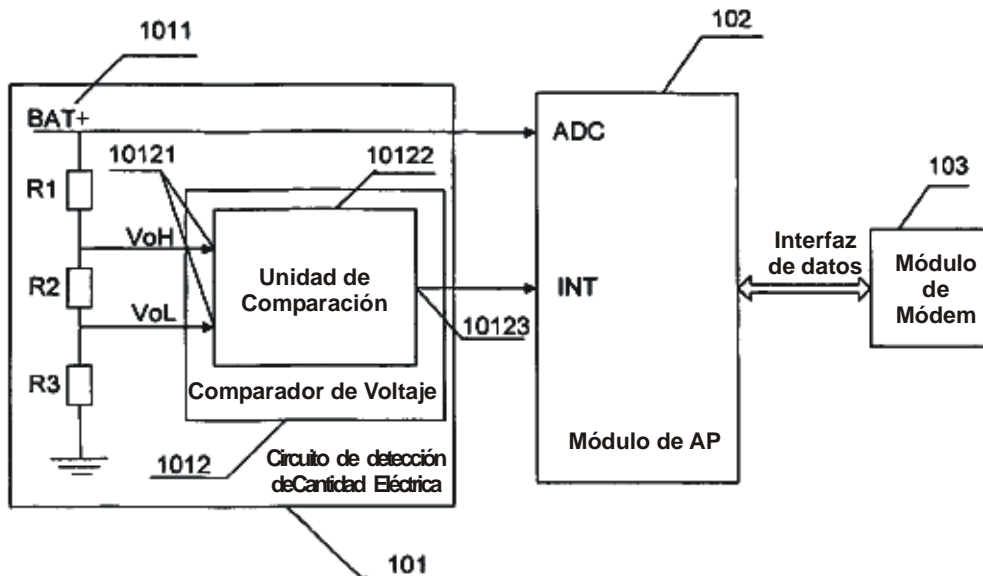 1011
102
BAT+
ADC
10121
10122
103
R1
VoH
Interfaz
de datos
Módulo
de
Módem
Unidad de
Comparación
R2
INT
VoL
10123
R3
Comparador de Voltaje
Módulo de AP
1012
Circuito de detección
deCantidad Eléctrica
101